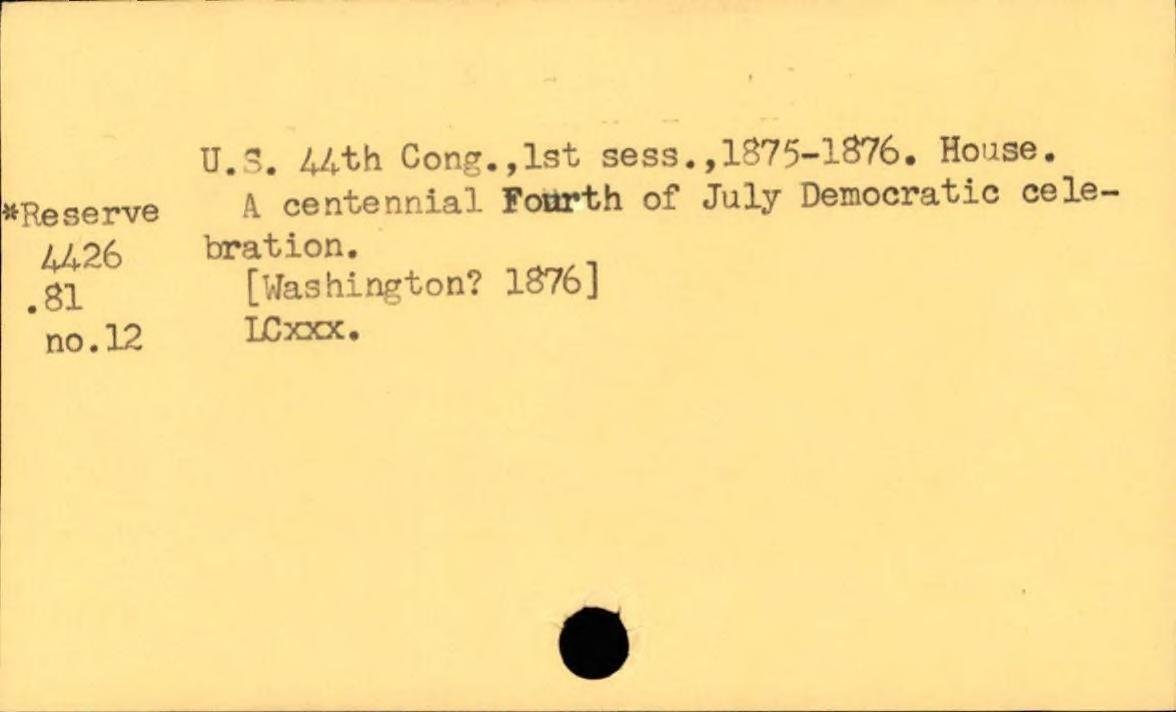 U.S. 44th Cong.,1st sess.,1875-1876. House.
*Reserve A centennial Fourth of July Democratic cele-
4426 bration.
.81 [Washington? 1876]
no.12 LCxxx.